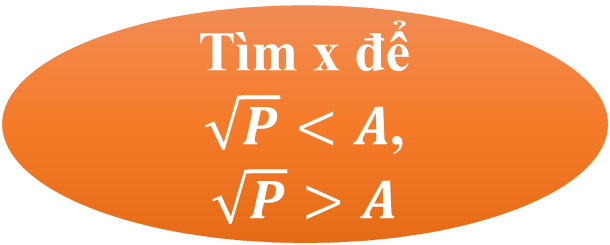 Tìm x để
√P < A,
√P > A